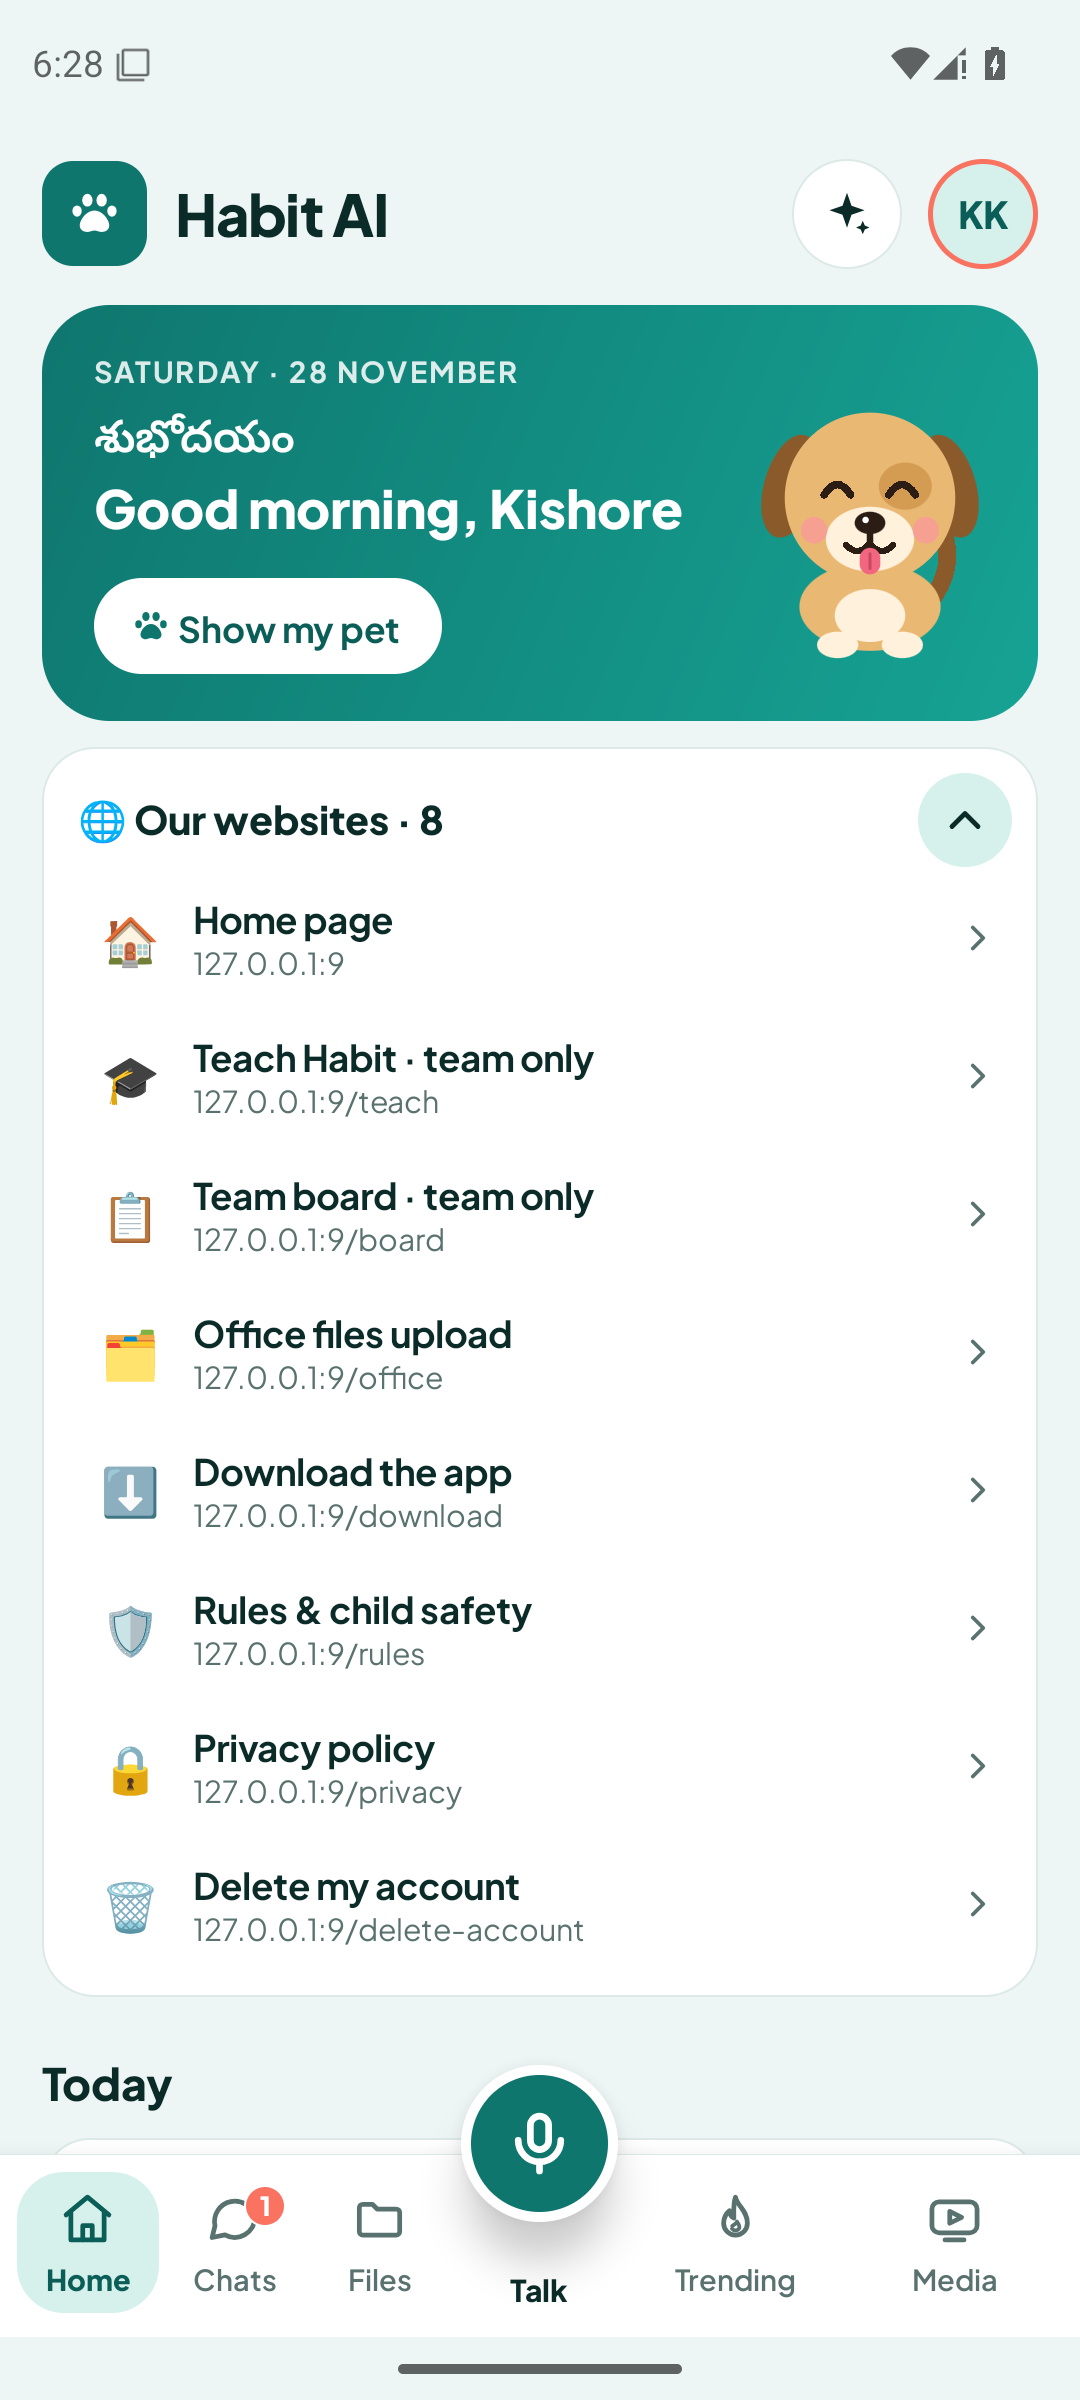 6:28
Habit AI
KK
SATURDAY · 28 NOVEMBER
శుభోదయం
Good morning, Kishore
Show my pet
Our websites · 8
Home page
127.0.0.1:9
Teach Habit · team only
127.0.0.1:9/teach
Team board · team only
127.0.0.1:9/board
Office files upload
127.0.0.1:9/office
Download the app
127.0.0.1:9/download
Rules & child safety
127.0.0.1:9/rules
Privacy policy
127.0.0.1:9/privacy
Delete my account
127.0.0.1:9/delete-account
Today
1
Home
Chats
Files
Talk
Trending
Media